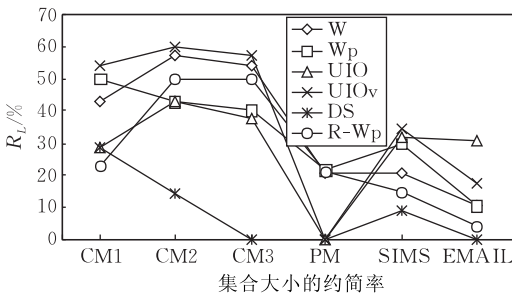 70
60
50
40
30
20
10
0
R_L/%
W
Wp
UIO
UIOv
DS
R-Wp
CM1 CM2 CM3 PM SIMS EMAIL
集合大小的约简率